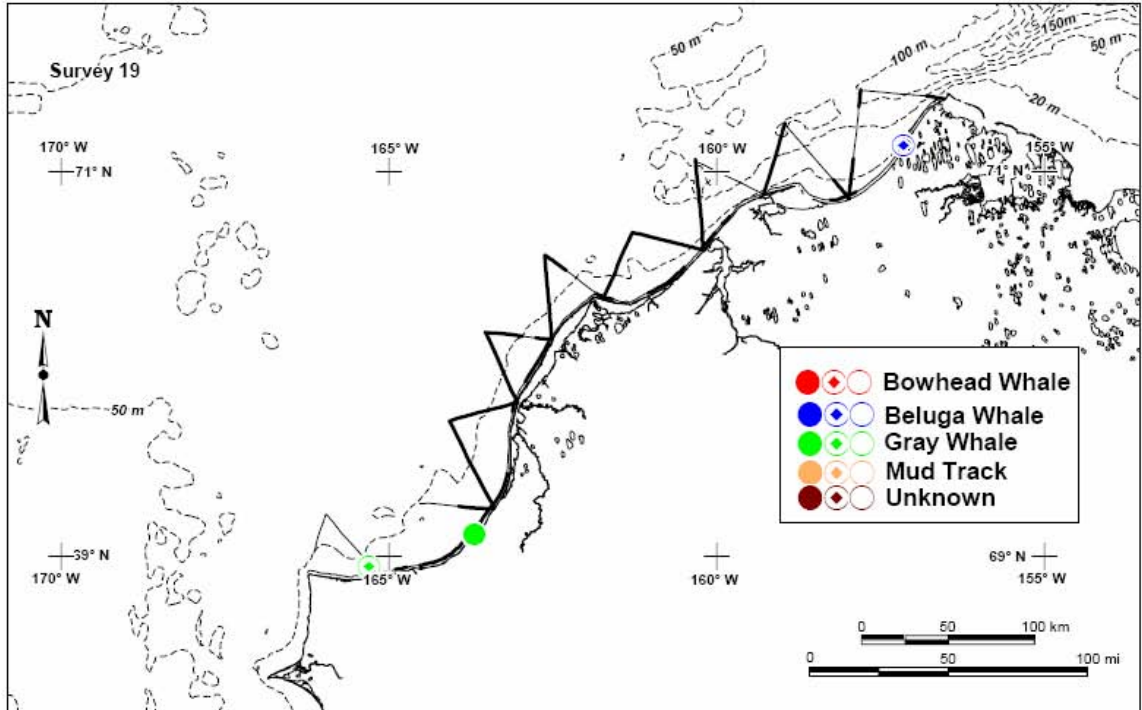 50 m
100 m
150m
50 m
20 m
Survey 19
170° W
165° W
160° W
155° W
71° N
71° N
N
50 m
Bowhead Whale
Beluga Whale
Gray Whale
Mud Track
Unknown
39° N
69° N
170° W
165° W
160° W
155° W
0 50 100 km
0 50 100 mi